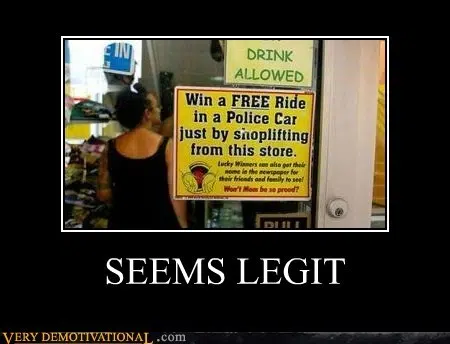 IN
DRINK
ALLOWED
Win a FREE Ride
in a Police Car
just by shoplifting
from this store.
Lucky Winners can also get their
name in the newspaper for
their friends and family to see!
Won't Mom be so proud?
PULL
SEEMS LEGIT
VERY DEMOTIVATIONAL.com